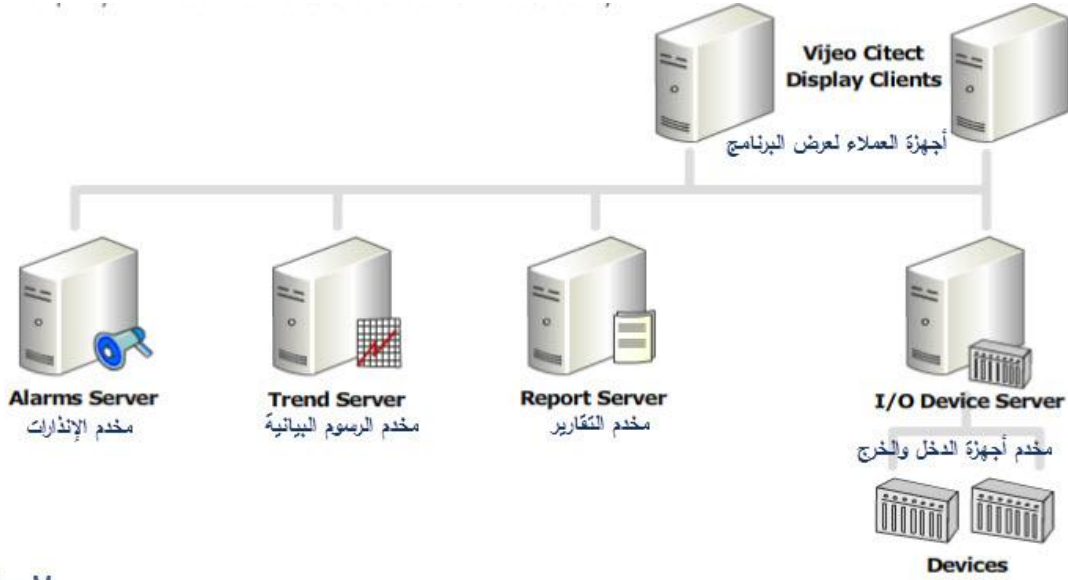 Vijeo Citect
Display Clients
أجهزة العملاء لعرض البرنامج
Alarms Server
مخدم الإنذارات
Trend Server
مخدم الرسوم البيانية
Report Server
مخدم التقارير
I/O Device Server
مخدم أجهزة الدخل والخرج
Devices